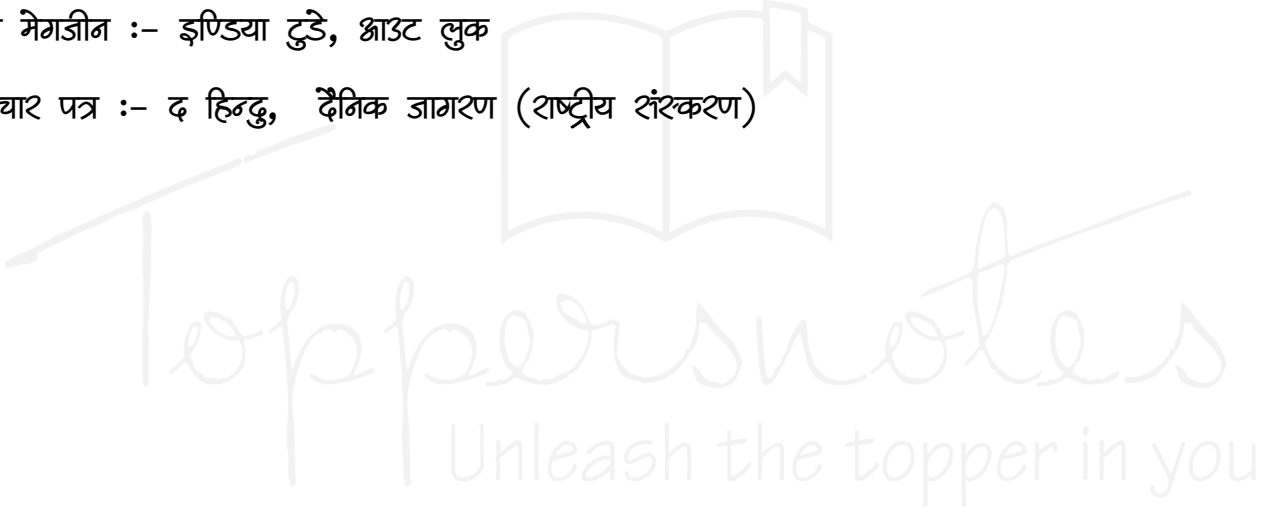 मेगजीन :– इण्डिया टुडे, आउट लुक
चार पत्र :– द हिन्दु, दैनिक जागरण (राष्ट्रीय संस्करण)
Toppersnotes
Unleash the topper in you